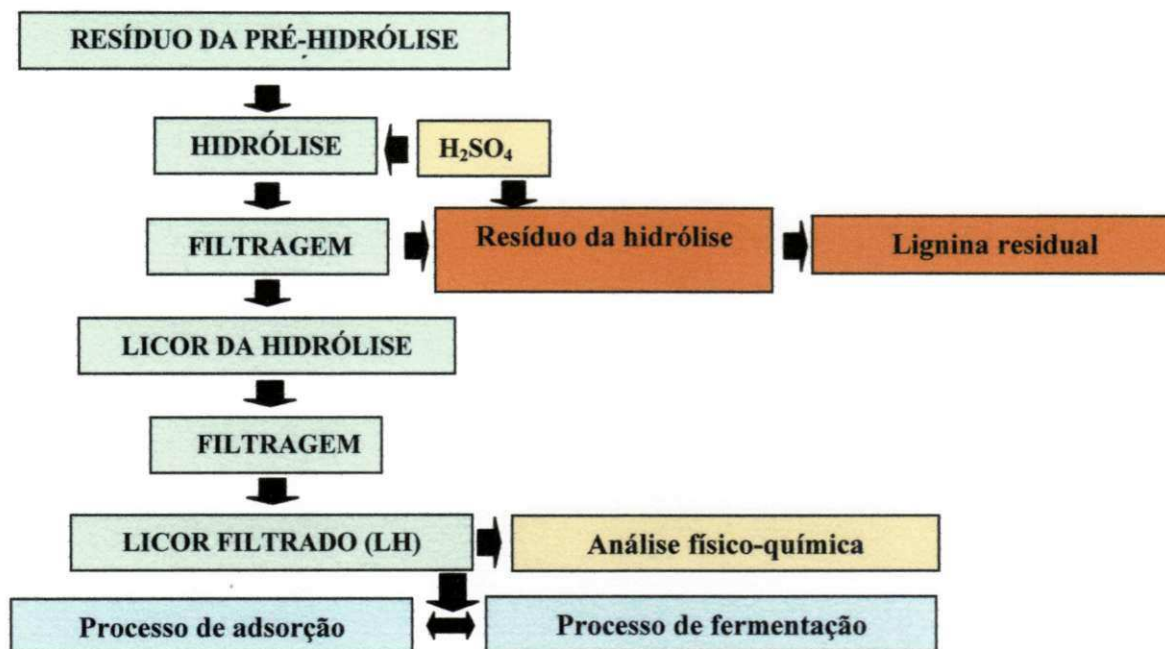 RESÍDUO DA PRÉ-HIDRÓLISE
HIDRÓLISE
H₂SO₄
FILTRAGEM
Resíduo da hidrólise
Lignina residual
LICOR DA HIDRÓLISE
FILTRAGEM
LICOR FILTRADO (LH)
Análise físico-química
Processo de adsorção
Processo de fermentação